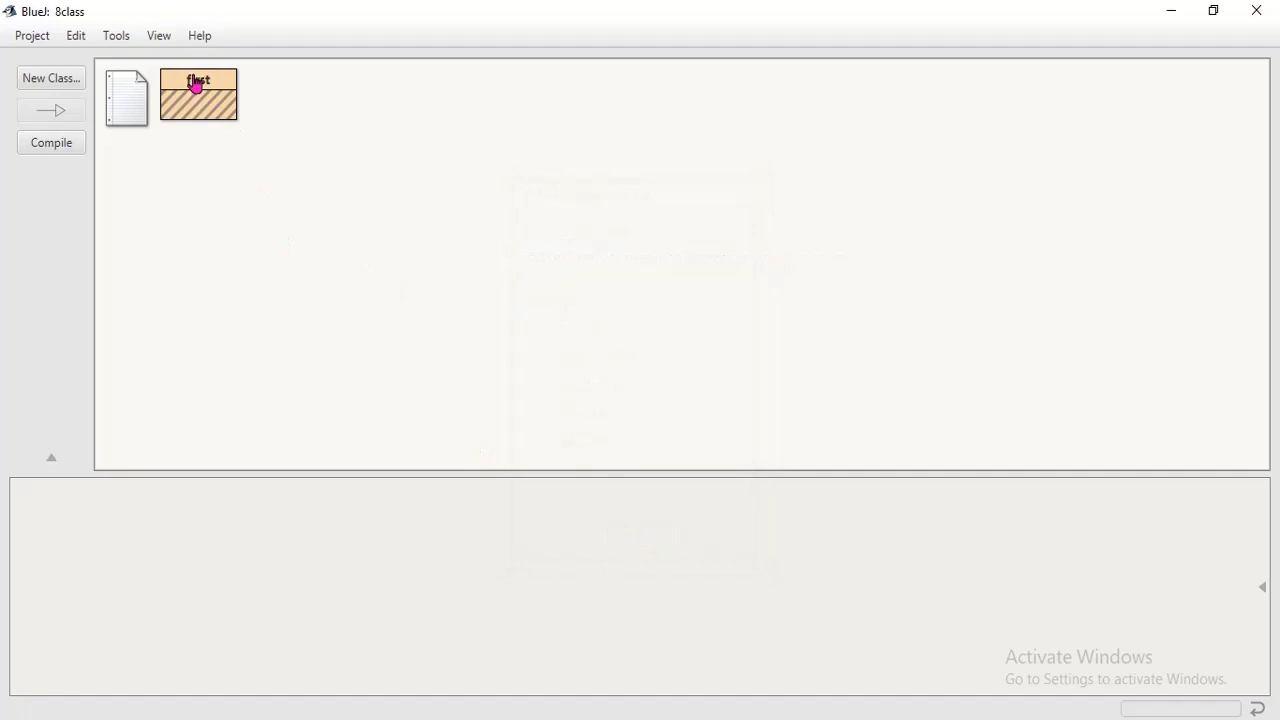 BlueJ: 8class
Project Edit Tools View Help
New Class...
first
Compile
Activate Windows
Go to Settings to activate Windows.